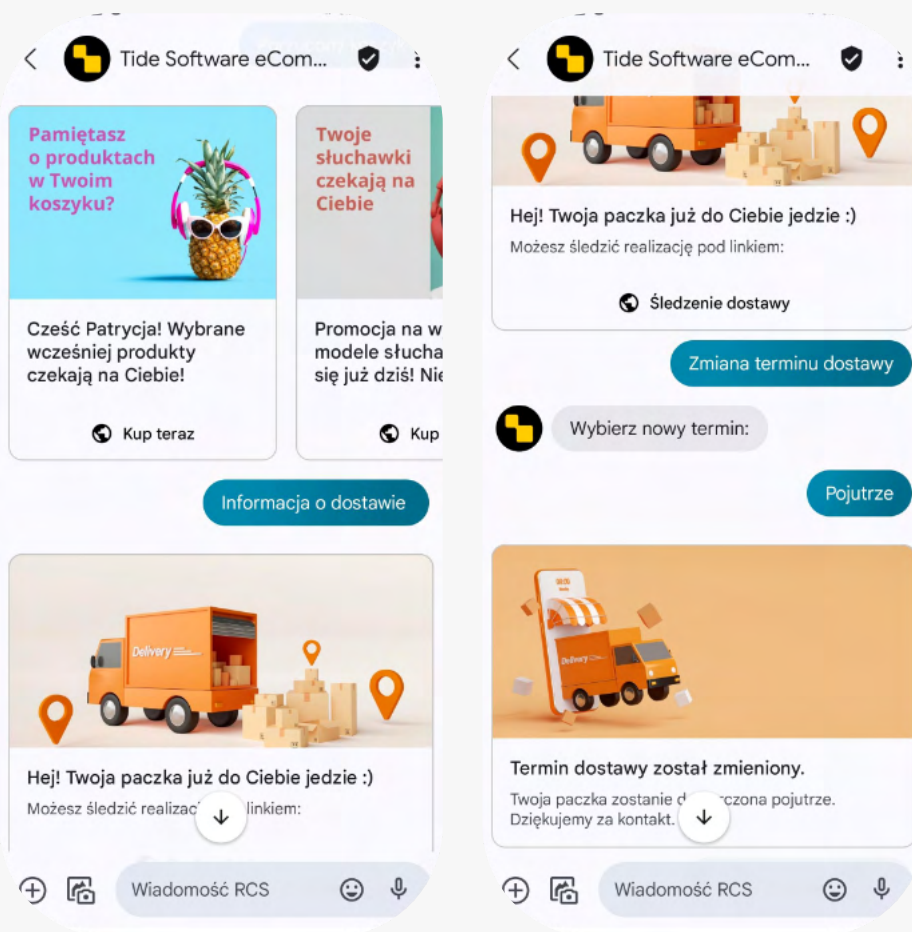 Tide Software eCom...
Pamiętasz
o produktach
w Twoim
koszyku?
Cześć Patrycja! Wybrane
wcześniej produkty
czekają na Ciebie!
Kup teraz
Twoje
słuchawki
czekają na
Ciebie
Promocja na w
modele słucha
się już dziś! Nie
Kup
Informacja o dostawie
Delivery
Hej! Twoja paczka już do Ciebie jedzie :)
Możesz śledzić linkiem:
Wiadomość RCS
Tide Software eCom...
Hej! Twoja paczka już do Ciebie jedzie :)
Możesz śledzić realizację pod linkiem:
Śledzenie dostawy
Zmiana terminu dostawy
Wybierz nowy termin:
Pojutrze
Delivery
Termin dostawy został zmieniony.
Twoja paczka zostanie pojutrze.
Dziękujemy za kontakt.
Wiadomość RCS